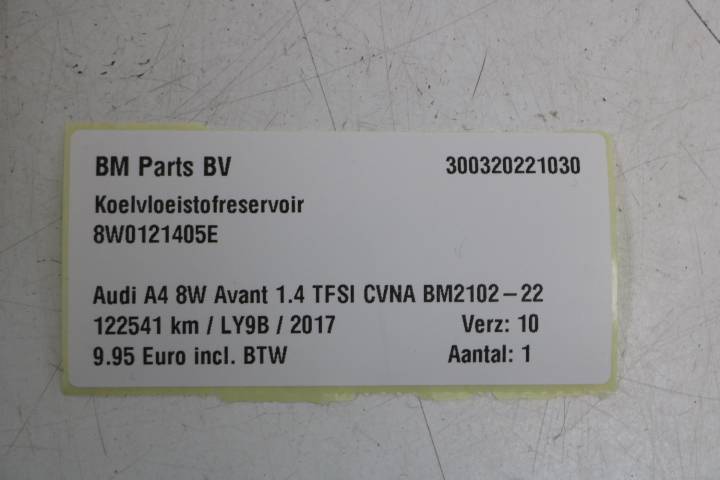 BM Parts BV 300320221030
Koelvloeistofreservoir
8W0121405E
Audi A4 8W Avant 1.4 TFSI CVNA BM2102-22
122541 km / LY9B / 2017 Verz: 10
9.95 Euro incl. BTW Aantal: 1